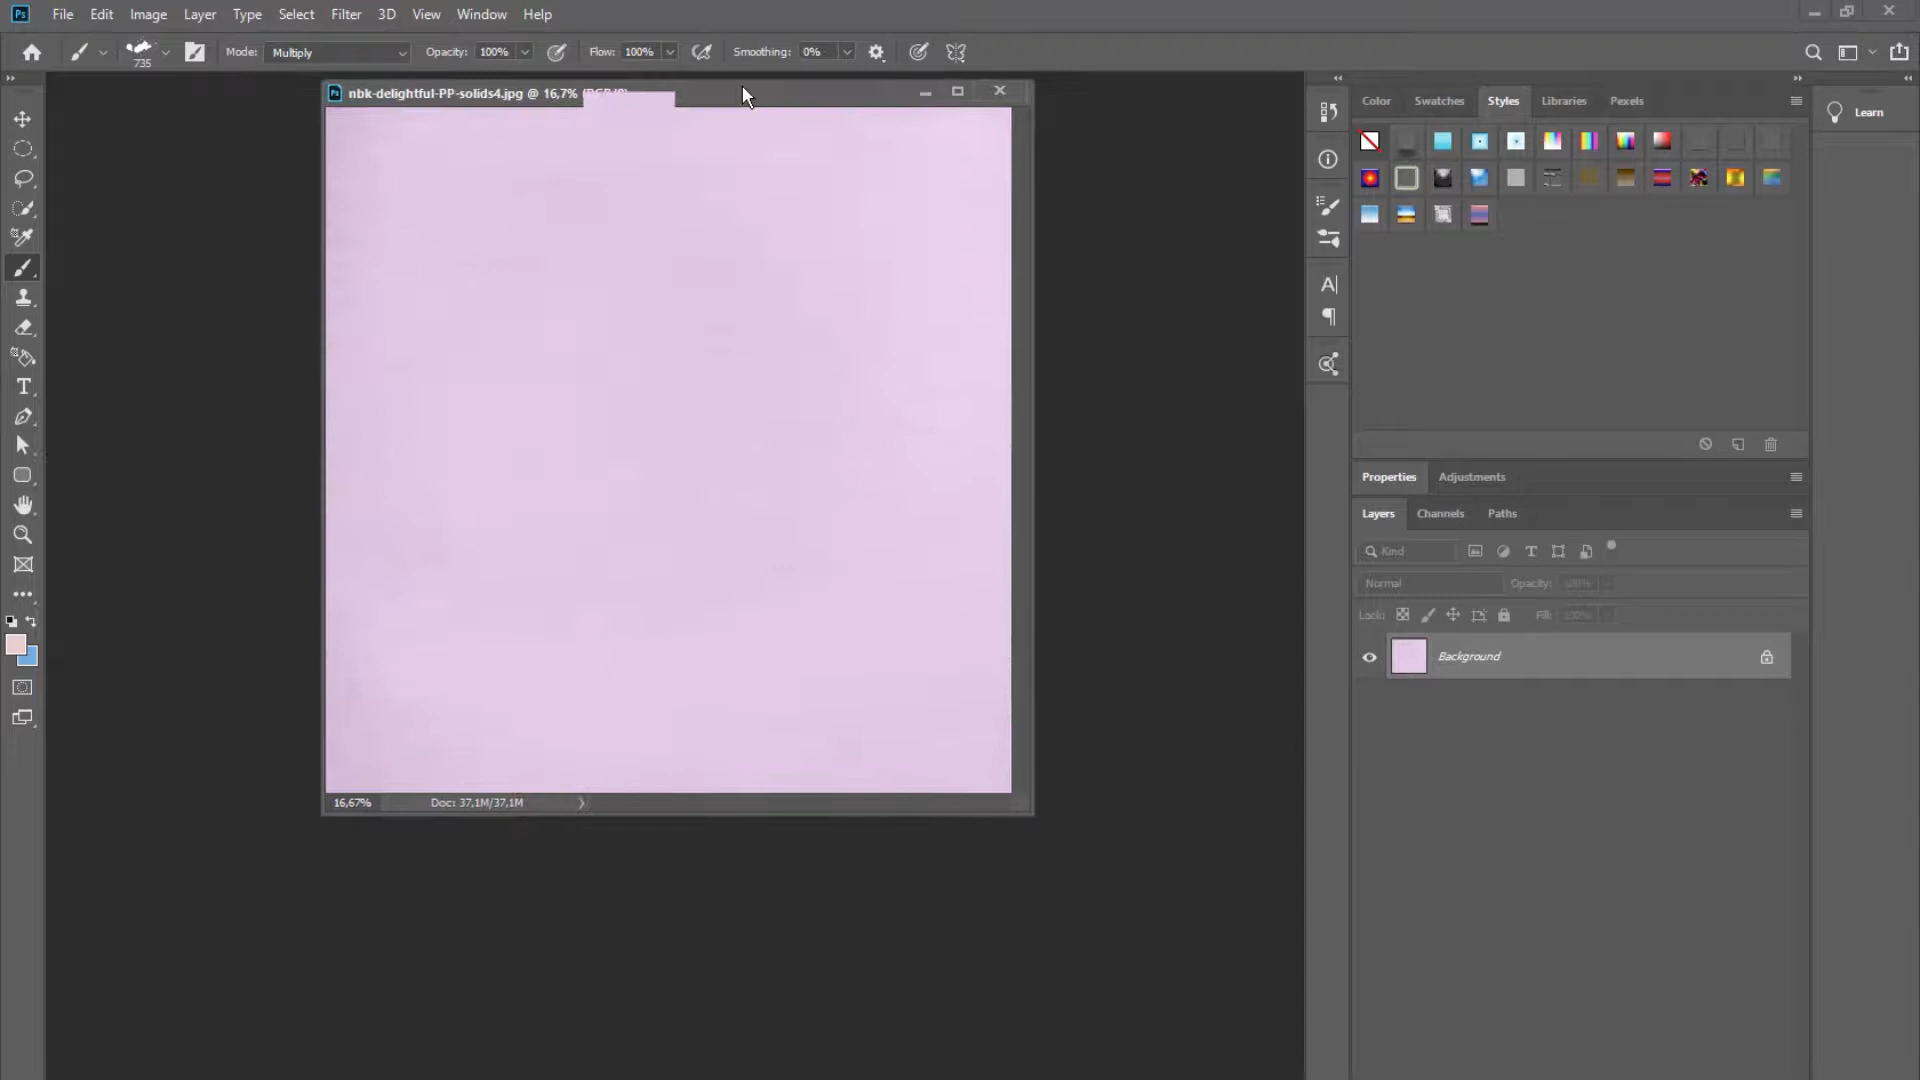 Ps File Edit Image Layer Type Select Filter 3D View Window Help
735 Mode: Multiply Opacity: 100% Flow: 100% Smoothing: 0%
Ps nbk-delightful-PP-solids4.jpg @ 16,7%
Color Swatches Styles Libraries Pexels
Learn
A
T
Properties Adjustments
Layers Channels Paths
Kind T
Normal Opacity: 100%
Lock: Fill: 100%
Background
16,67% Doc: 37,1M/37,1M